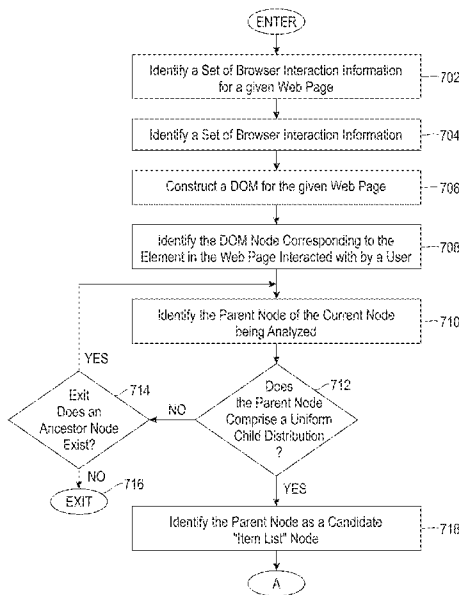 ENTER
Identify a Set of Browser Interaction Information
for a given Web Page
702
Identify a Set of Browser Interaction Information
704
Construct a DOM for the given Web Page
706
Identify the DOM Node Corresponding to the
Element in the Web Page Interacted with by a User
708
Identify the Parent Node of the Current Node
being Analyzed
710
YES
714
Exit
Does an
Ancestor Node
Exist?
NO
712
Does
the Parent Node
Comprise a Uniform
Child Distribution
?
NO
716
EXIT
YES
Identify the Parent Node as a Candidate
"Item List" Node
718
A